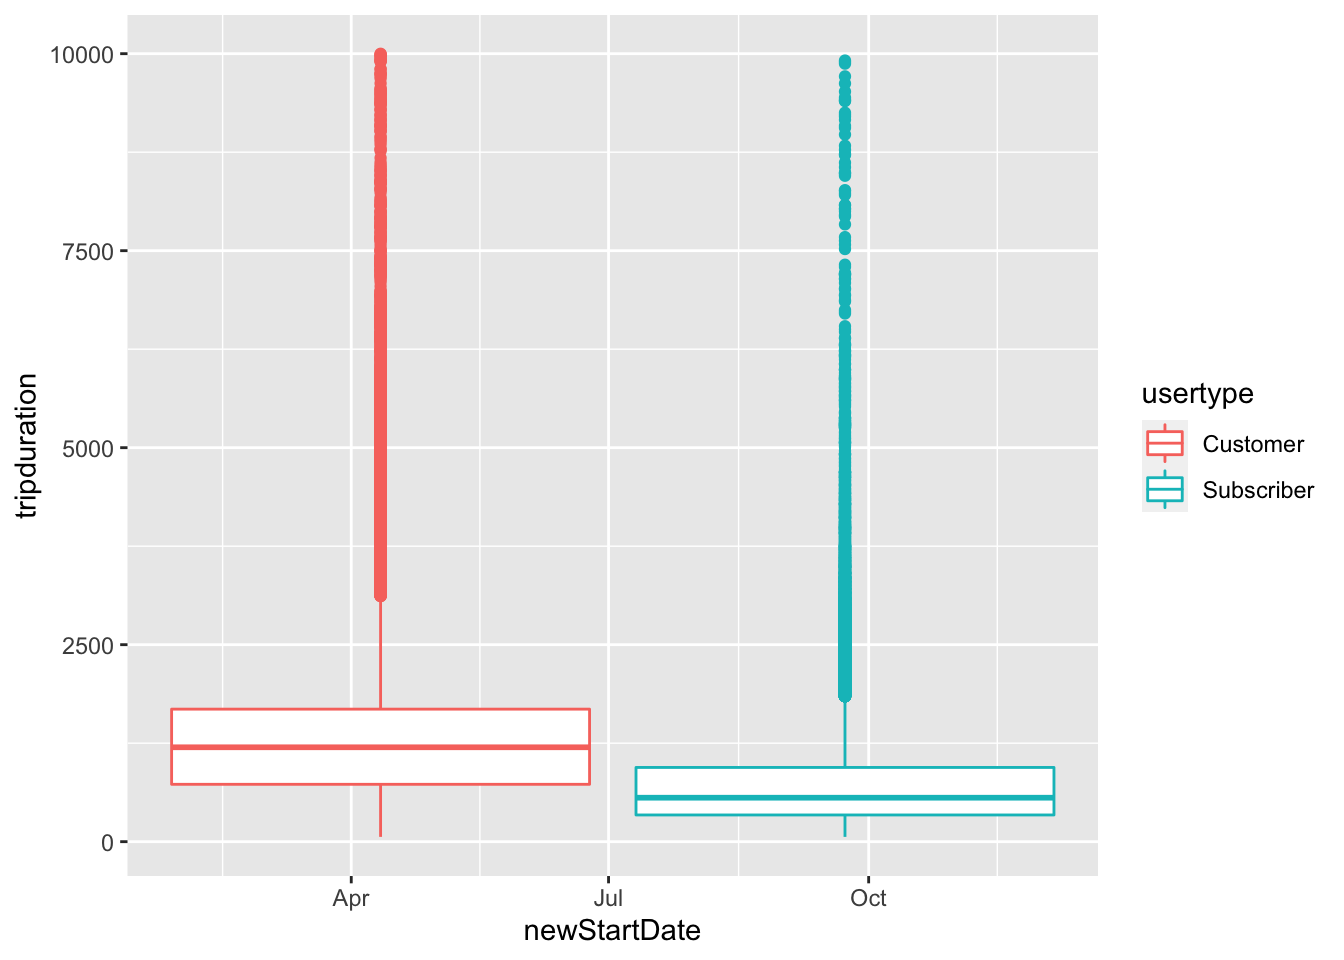 10000
7500
5000
2500
0
tripduration
Apr
Jul
Oct
newStartDate
usertype
Customer
Subscriber